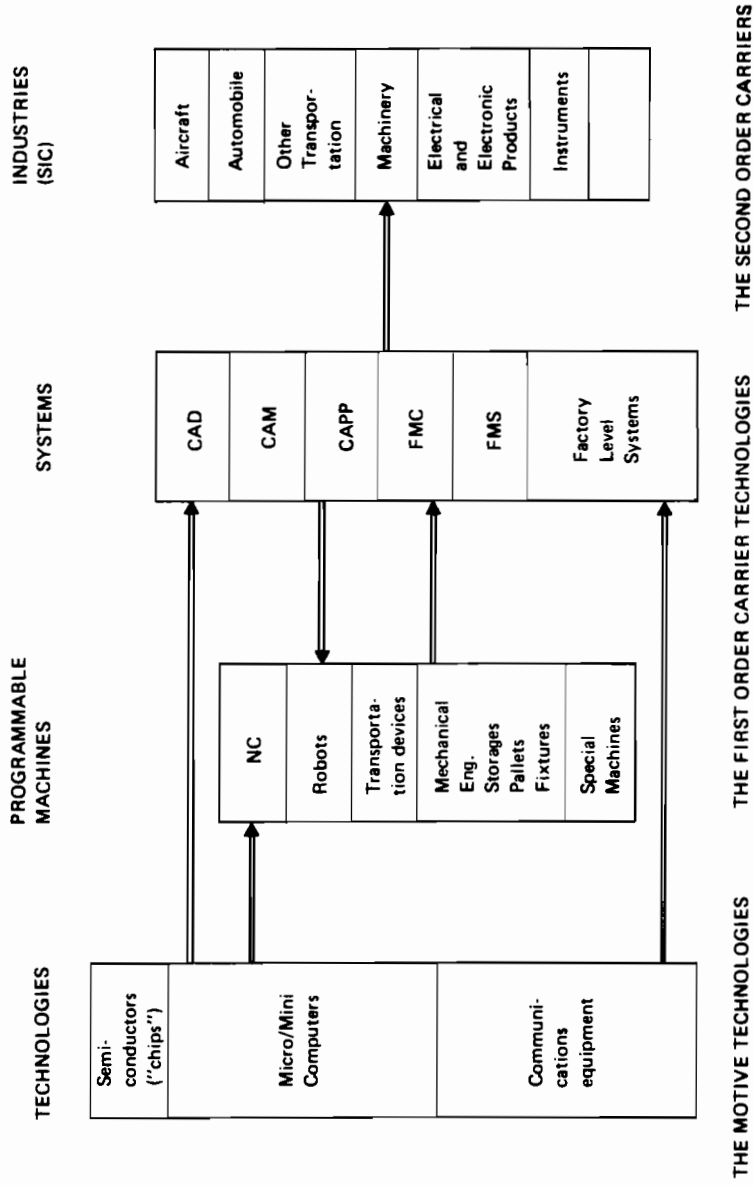 TECHNOLOGIES
PROGRAMMABLE
MACHINES
SYSTEMS
INDUSTRIES
(SIC)
Semi-
conductors
("chips")
Micro/Mini
Computers
Communi-
cations
equipment
NC
Robots
Transporta-
tion devices
Mechanical
Eng.
Storages
Pallets
Fixtures
Special
Machines
CAD
CAM
CAPP
FMC
FMS
Factory
Level
Systems
Aircraft
Automobile
Other
Transpor-
tation
Machinery
Electrical
and
Electronic
Products
Instruments
THE MOTIVE TECHNOLOGIES
THE FIRST ORDER CARRIER TECHNOLOGIES
THE SECOND ORDER CARRIERS